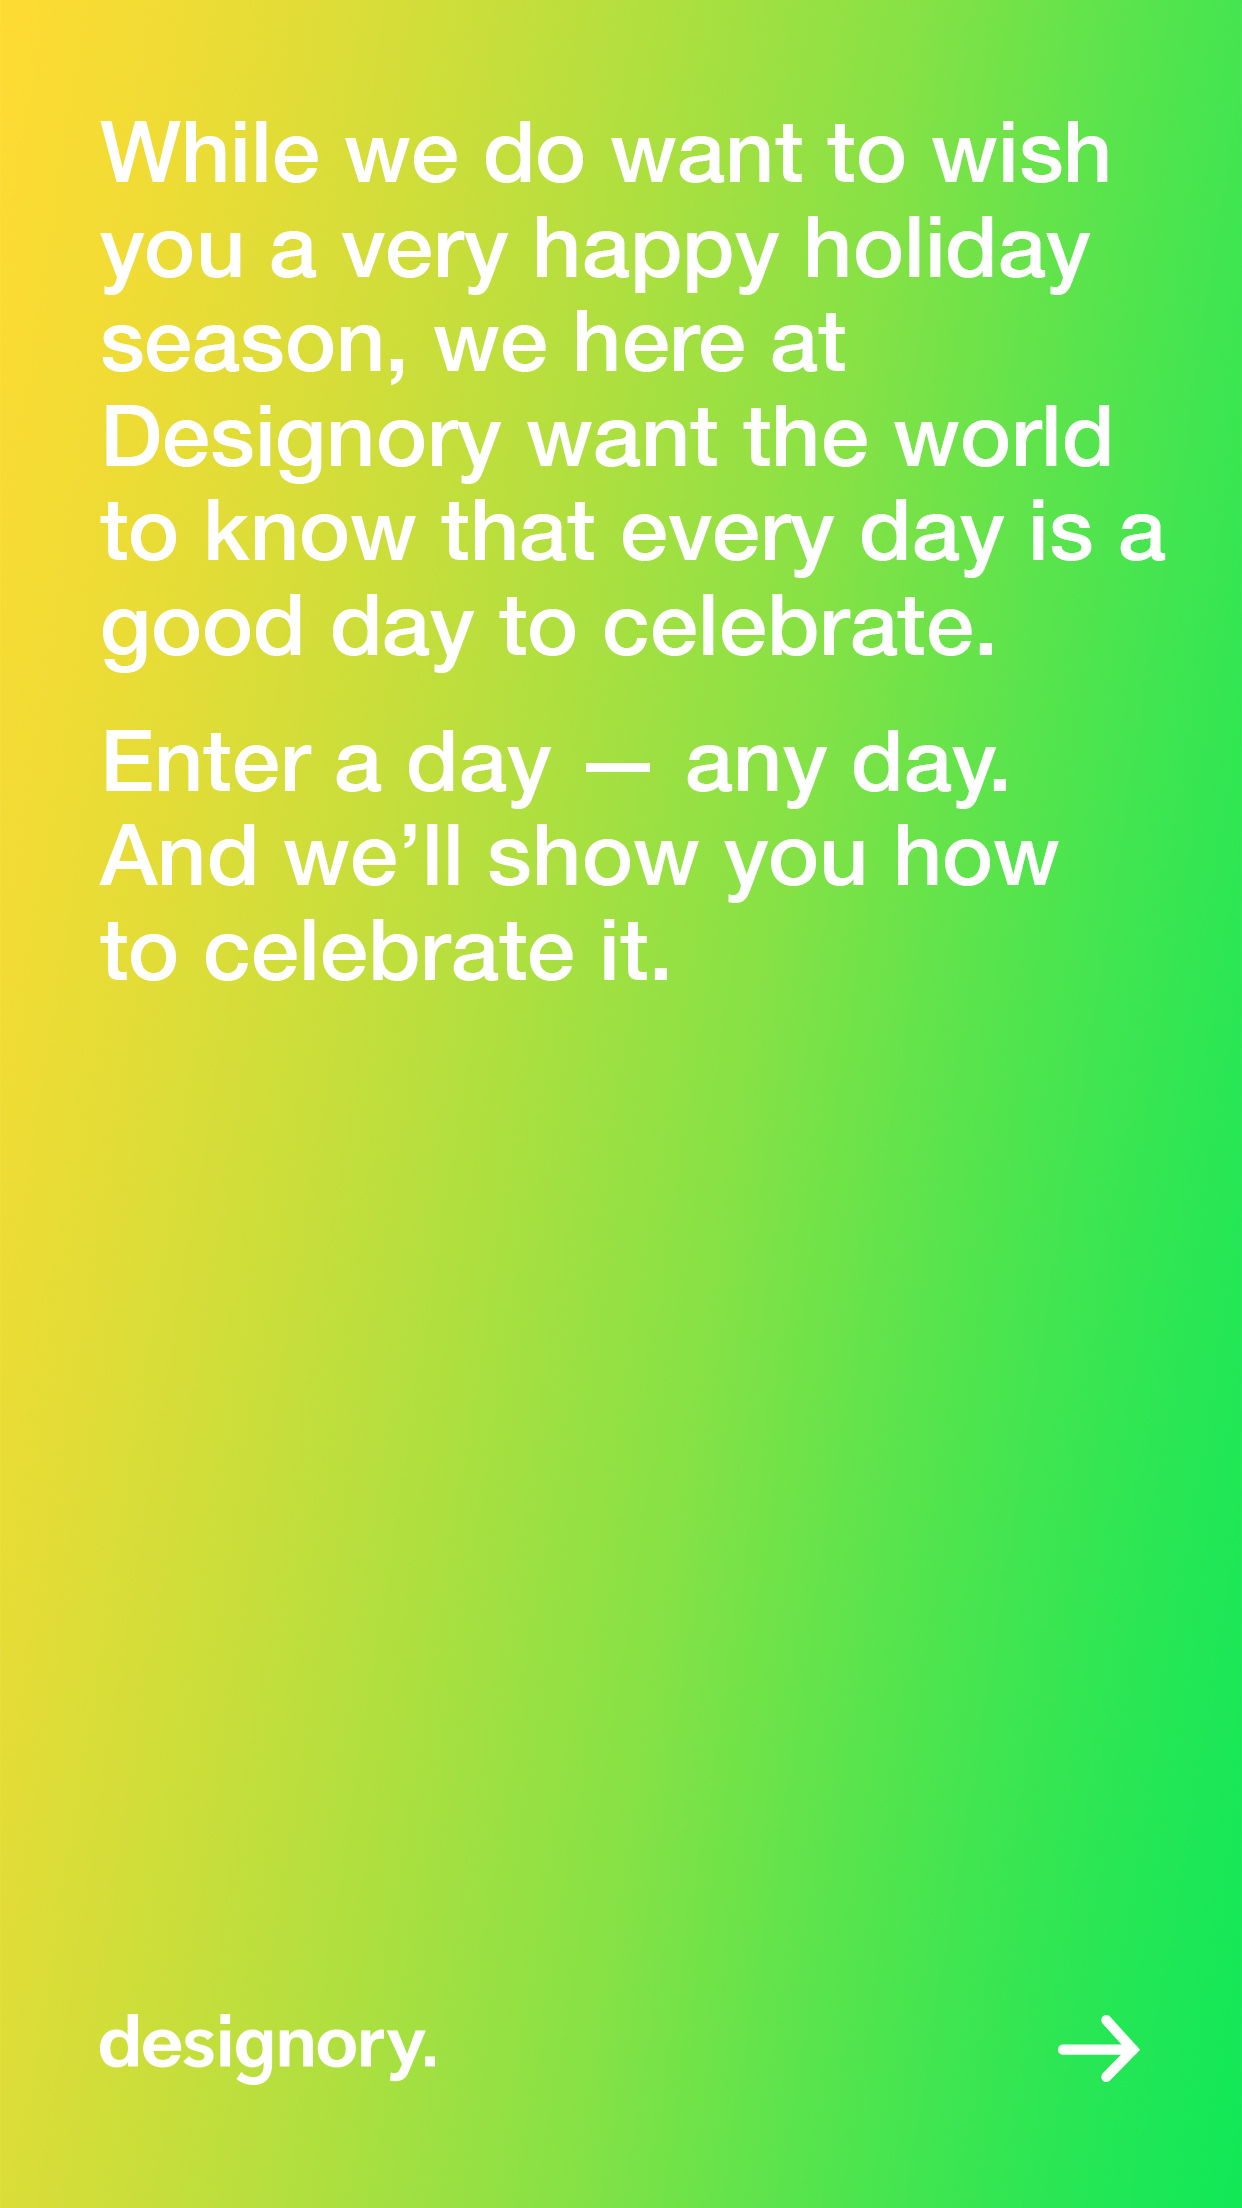 While we do want to wish
you a very happy holiday
season, we here at
Designory want the world
to know that every day is a
good day to celebrate.
Enter a day — any day.
And we’ll show you how
to celebrate it.
designory.